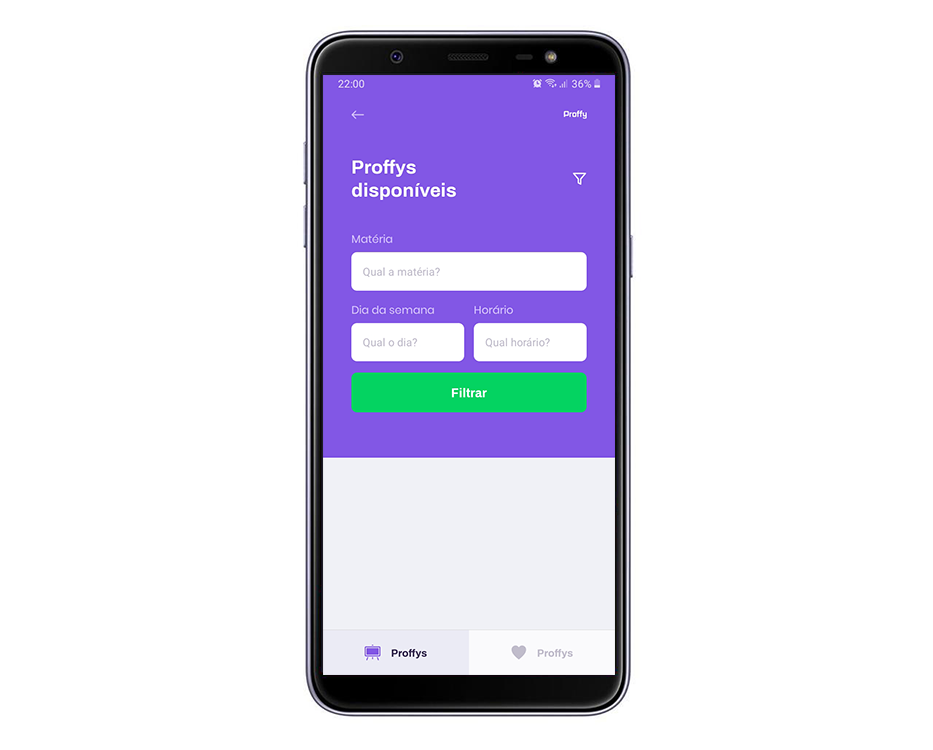 22:00 36%
Proffy
Proffys
disponíveis
Matéria
Qual a matéria?
Dia da semana Horário
Qual o dia? Qual horário?
Filtrar
Proffys Proffys